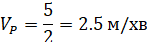 V_P = 5/2 = 2.5 м/хв